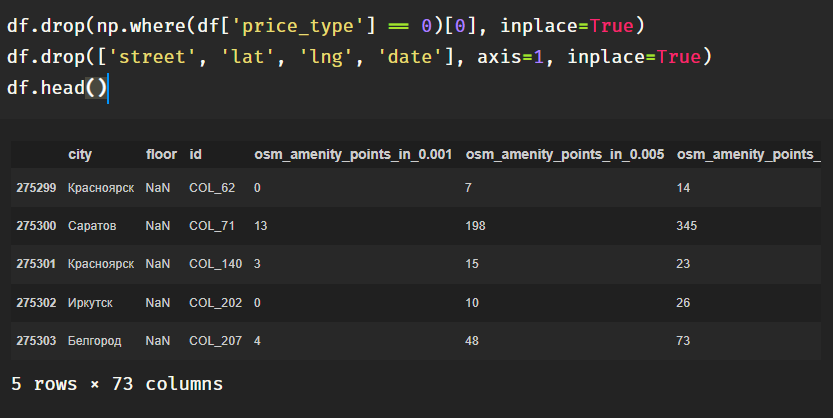 df.drop(np.where(df['price_type'] == 0)[0], inplace=True)
df.drop(['street', 'lat', 'lng', 'date'], axis=1, inplace=True)
df.head()
city floor id osm_amenity_points_in_0.001 osm_amenity_points_in_0.005 osm_amenity_points_
275299 Красноярск NaN COL_62 0 7 14
275300 Саратов NaN COL_71 13 198 345
275301 Красноярск NaN COL_140 3 15 23
275302 Иркутск NaN COL_202 0 10 26
275303 Белгород NaN COL_207 4 48 73
5 rows × 73 columns